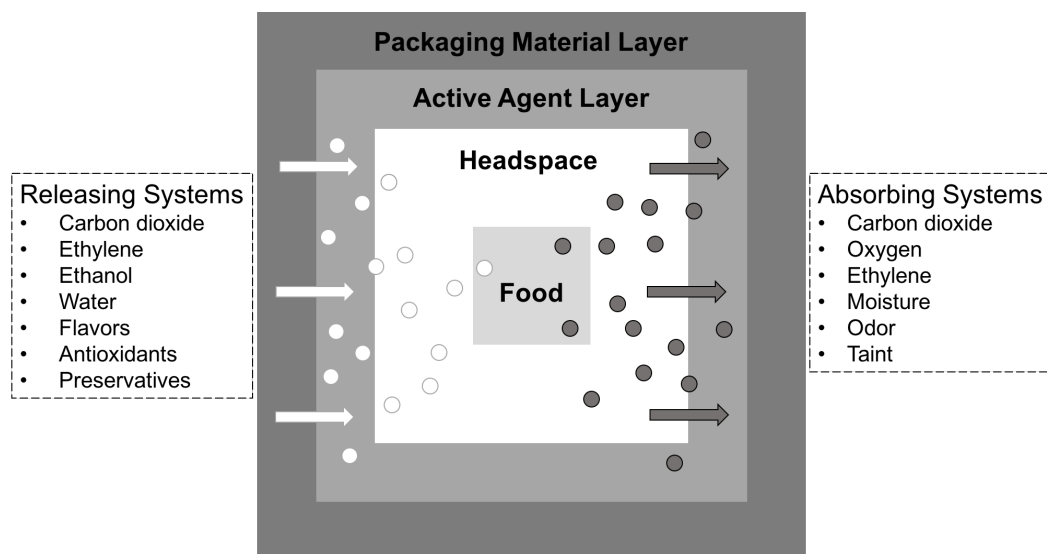 Packaging Material Layer
Active Agent Layer
Headspace
Food
Releasing Systems
• Carbon dioxide
• Ethylene
• Ethanol
• Water
• Flavors
• Antioxidants
• Preservatives
Absorbing Systems
• Carbon dioxide
• Oxygen
• Ethylene
• Moisture
• Odor
• Taint